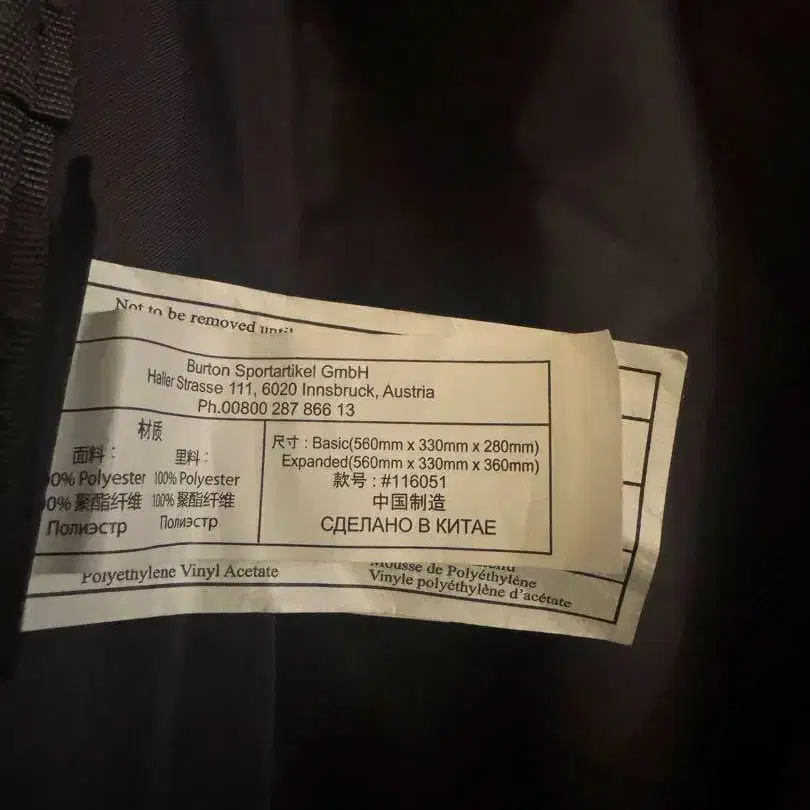 Not to be removed until
Burton Sportartikel GmbH
Haller Strasse 111, 6020 Innsbruck, Austria
Ph.00800 287 866 13
材质
面料： 里料：
00% Polyester 100% Polyester
00% 聚酯纤维 100% 聚酯纤维
Полиэстр Полиэстр
尺寸 : Basic(560mm x 330mm x 280mm)
Expanded(560mm x 330mm x 360mm)
款号 : #116051
中国制造
СДЕЛАНО В КИТАЕ
Polyethylene Vinyl Acetate
Mousse de Polyéthylène
Vinyle polyéthylène d'acétate